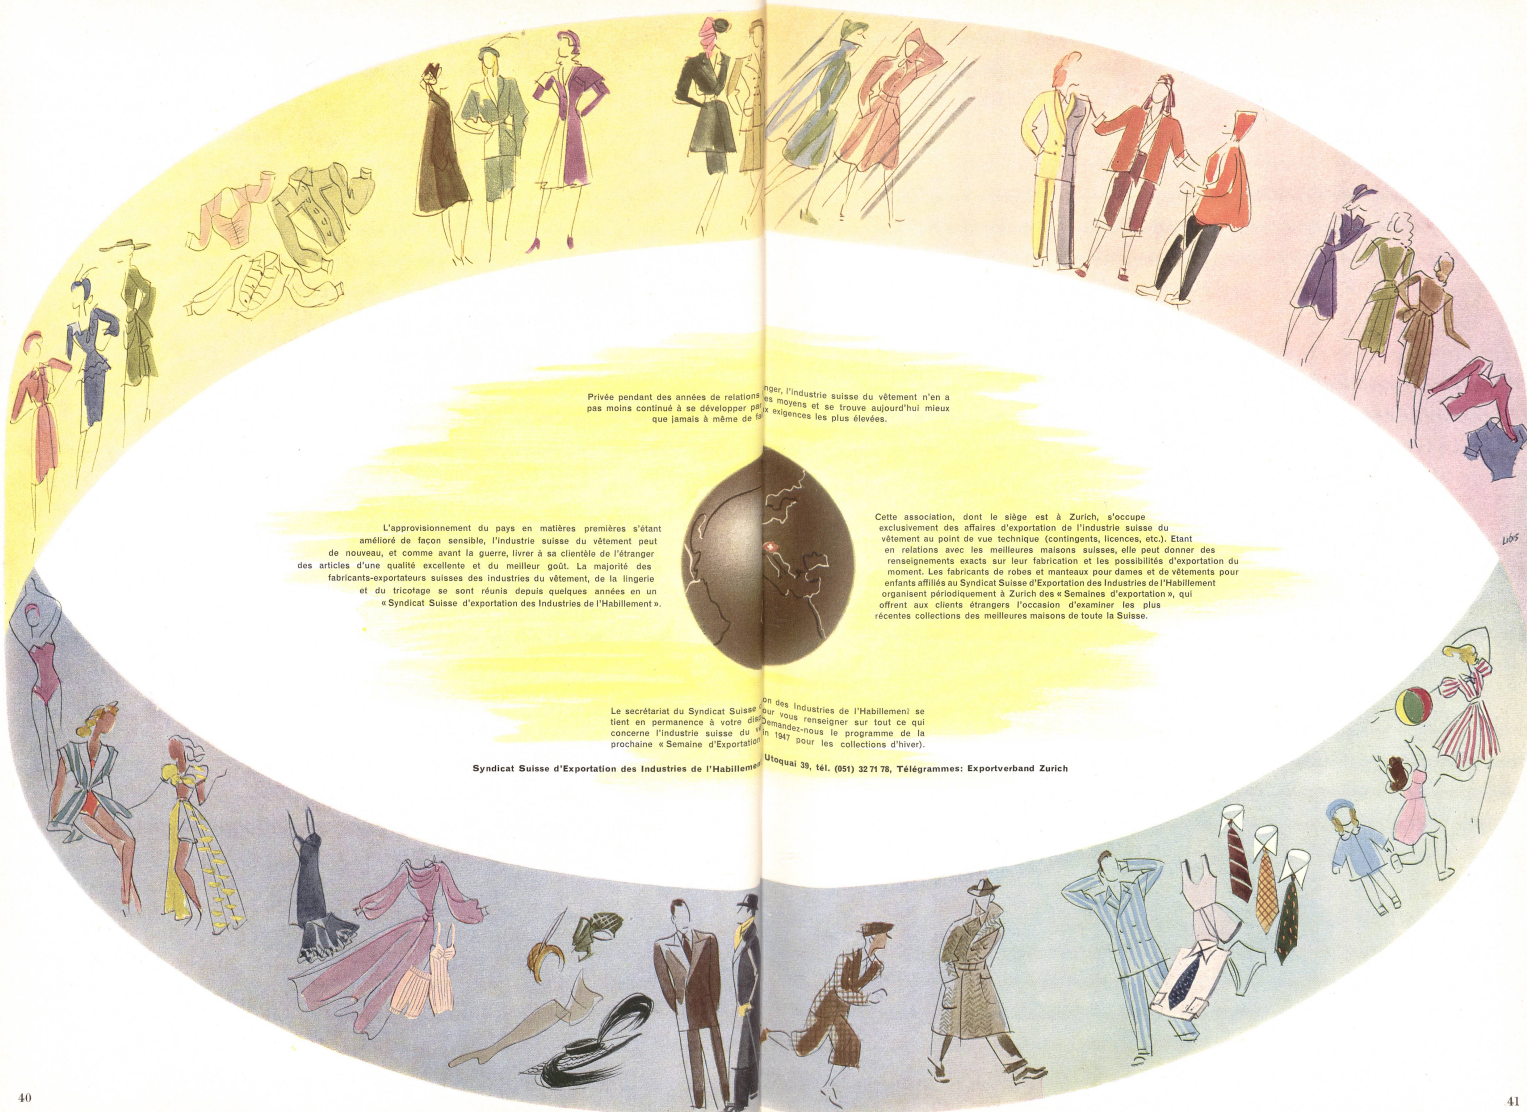 Privée pendant des années de relations nger, l'industrie suisse du vêtement n'en a
pas moins continué à se développer par es moyens et se trouve aujourd'hui mieux
que jamais à même de fai x exigences les plus élevées.
L'approvisionnement du pays en matières premières s'étant
amélioré de façon sensible, l'industrie suisse du vêtement peut
de nouveau, et comme avant la guerre, livrer à sa clientèle de l'étranger
des articles d'une qualité excellente et du meilleur goût. La majorité des
fabricants-exportateurs suisses des industries du vêtement, de la lingerie
et du tricotage se sont réunis depuis quelques années en un
« Syndicat Suisse d'exportation des Industries de l'Habillement ».
Cette association, dont le siège est à Zurich, s'occupe
exclusivement des affaires d'exportation de l'industrie suisse du
vêtement au point de vue technique (contingents, licences, etc.). Etant
en relations avec les meilleures maisons suisses, elle peut donner des
renseignements exacts sur leur fabrication et les possibilités d'exportation du
moment. Les fabricants de robes et manteaux pour dames et de vêtements pour
enfants affiliés au Syndicat Suisse d'Exportation des Industries de l'Habillement
organisent périodiquement à Zurich des « Semaines d'exportation », qui
offrent aux clients étrangers l'occasion d'examiner les plus
récentes collections des meilleures maisons de toute la Suisse.
Le secrétariat du Syndicat Suisse on des Industries de l'Habillement se
tient en permanence à votre dis our vous renseigner sur tout ce qui
concerne l'industrie suisse du Demandez-nous le programme de la
prochaine « Semaine d'Exportation in 1947 pour les collections d'hiver).
Syndicat Suisse d'Exportation des Industries de l'Habillemen Utoquai 39, tél. (051) 32 71 78, Télégrammes: Exportverband Zurich
40
41